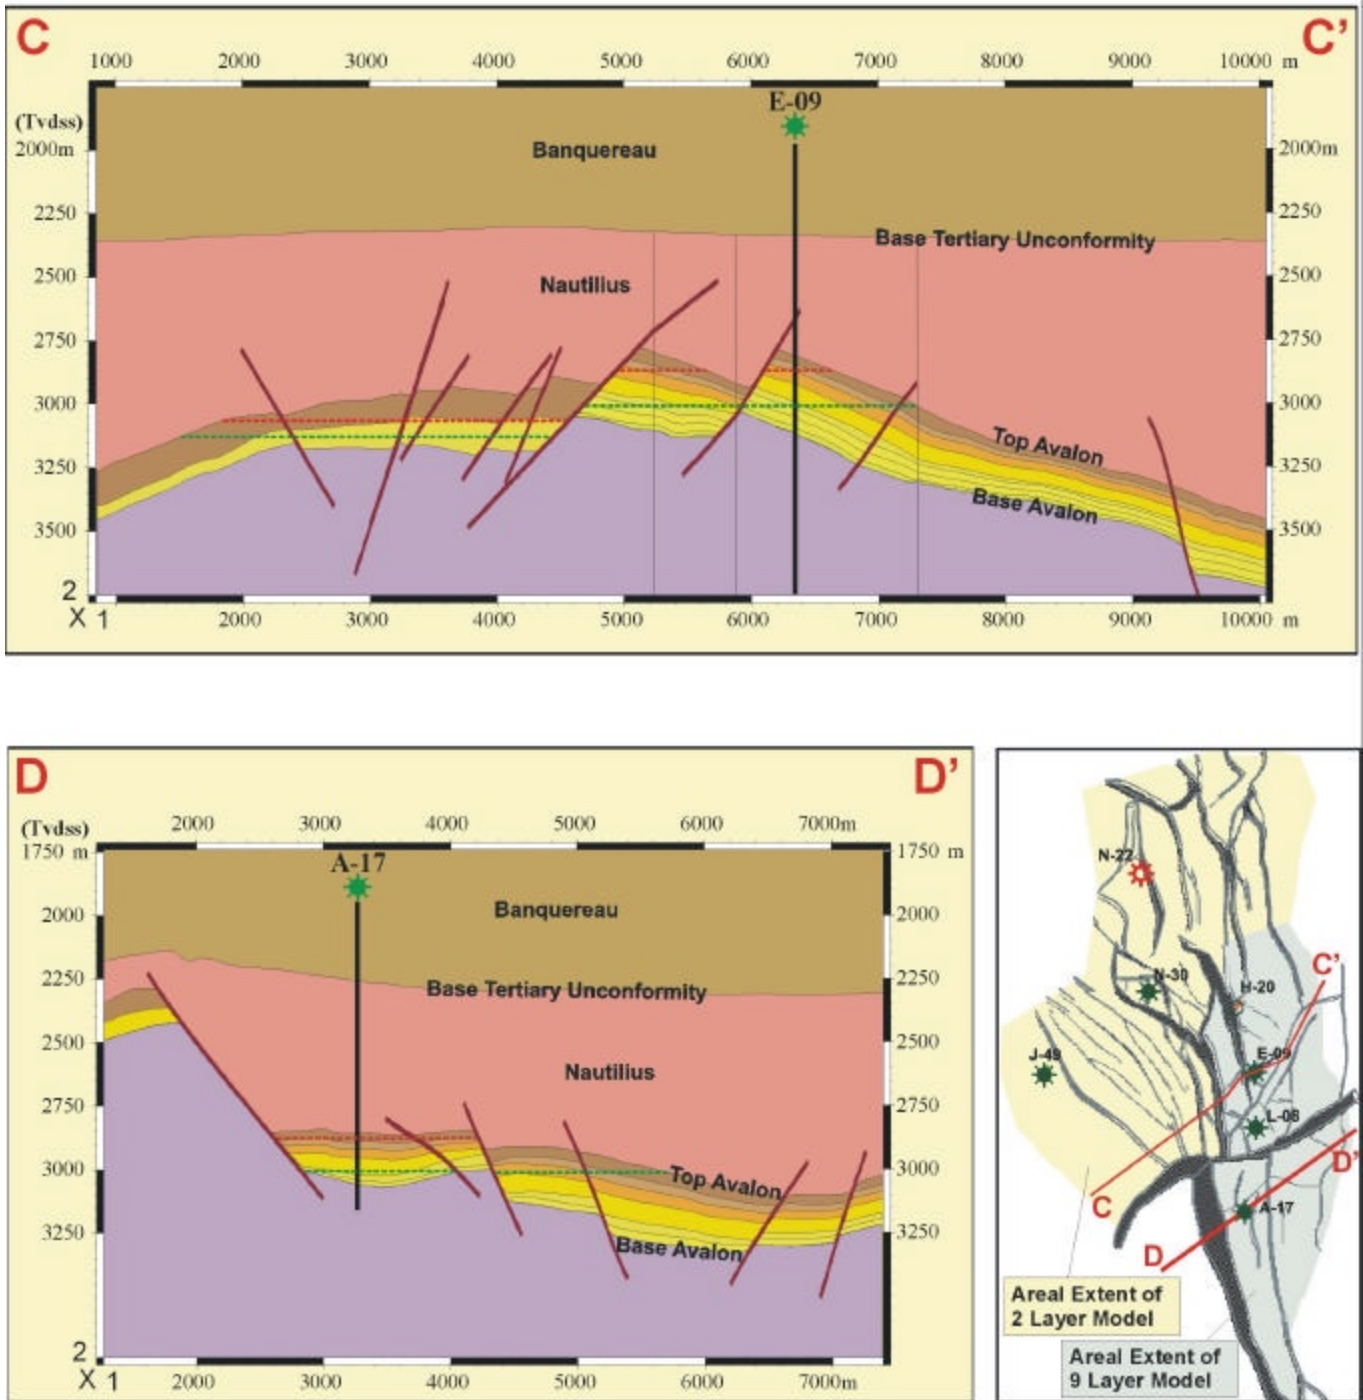 C C'
1000 2000 3000 4000 5000 6000 7000 8000 9000 10000 m
E-09
(Tvdss)
2000m 2000m
Banquereau
2250 2250
Base Tertiary Unconformity
2500 2500
Nautilius
2750 2750
3000 3000
Top Avalon
3250 3250
Base Avalon
3500 3500
2
X 1 2000 3000 4000 5000 6000 7000 8000 9000 10000 m
D D'
(Tvdss) 2000 3000 4000 5000 6000 7000m
1750 m 1750 m
A-17
2000 2000
Banquereau
2250 2250
Base Tertiary Unconformity
2500 2500
Nautilius
2750 2750
3000 3000
Top Avalon
3250 3250
Base Avalon
2
X 1 2000 3000 4000 5000 6000 7000m
N-22
C'
N-30
H-20
E-09
J-49
L-08
D'
C
A-17
D
Areal Extent of
2 Layer Model
Areal Extent of
9 Layer Model